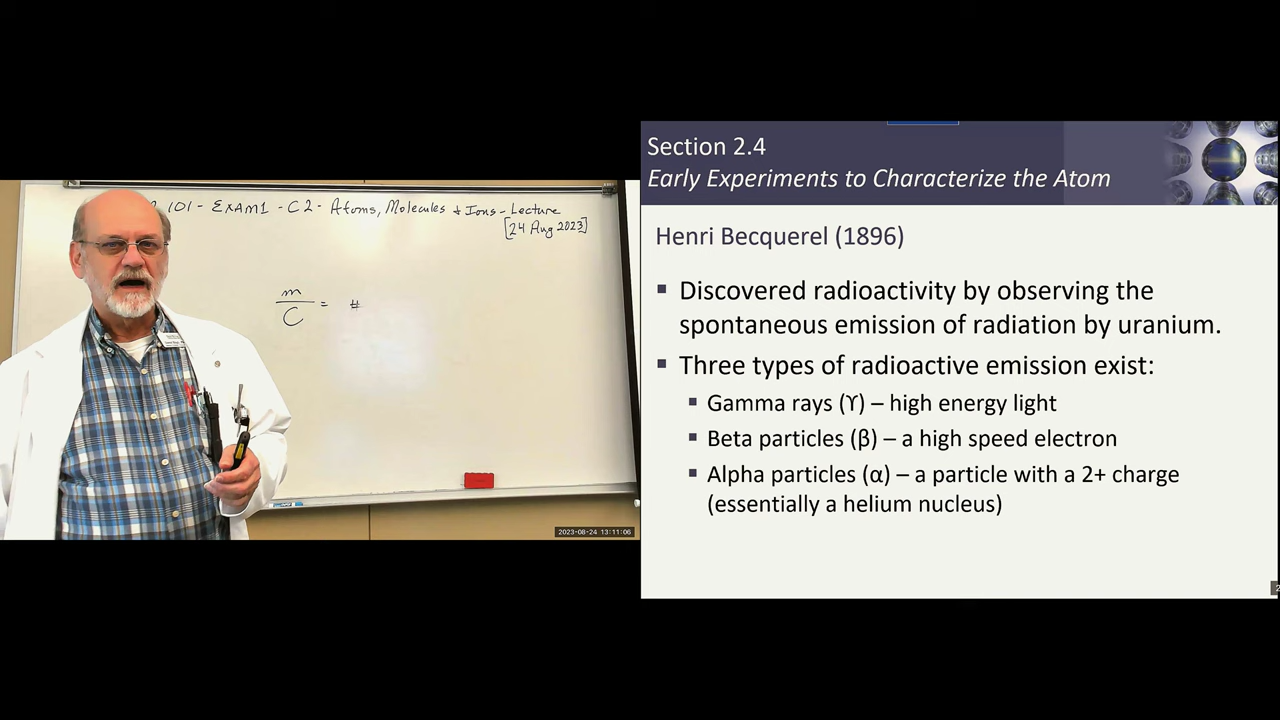 101 - EXAM1 - C2 - Atoms, Molecules & Ions - Lecture
[24 Aug 2023]
m
C = #
2023-08-24 13:11:06
Section 2.4
Early Experiments to Characterize the Atom
Henri Becquerel (1896)
▪ Discovered radioactivity by observing the
spontaneous emission of radiation by uranium.
▪ Three types of radioactive emission exist:
▪ Gamma rays (ϒ) – high energy light
▪ Beta particles (β) – a high speed electron
▪ Alpha particles (α) – a particle with a 2+ charge
(essentially a helium nucleus)